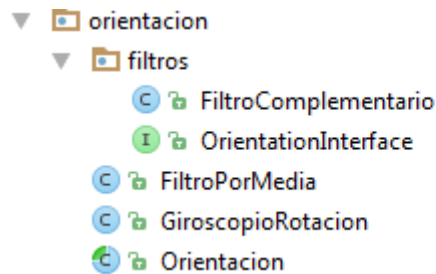 orientacion
filtros
C FiltroComplementario
I OrientationInterface
C FiltroPorMedia
C GiroscopioRotacion
C Orientacion